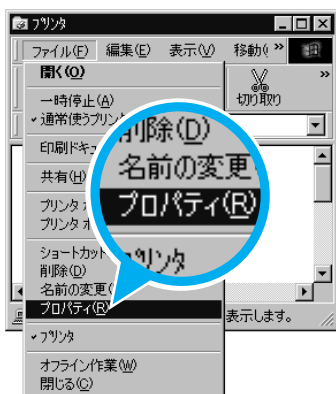 プリンタ
ファイル(F) 編集(E) 表示(V) 移動( »
開く(O)
一時停止(A)
通常使うプリン
印刷ドキュ
共有(H)
プリンタ
プリンタ
ショートカッ
削除(D)
名前の変更(
プロパティ(R)
プリンタ
オフライン作業(W)
閉じる(C)
切り取り
»
表示します。
削除(D)
名前の変更
プロパティ(R)
プリンタ